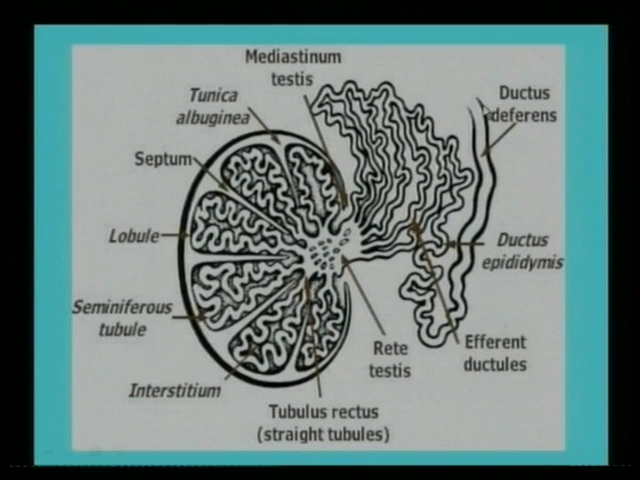 Mediastinum
testis
Tunica
albuginea
Ductus
deferens
Septum
Lobule
Ductus
epididymis
Seminiferous
tubule
Rete
testis
Efferent
ductules
Interstitium
Tubulus rectus
(straight tubules)